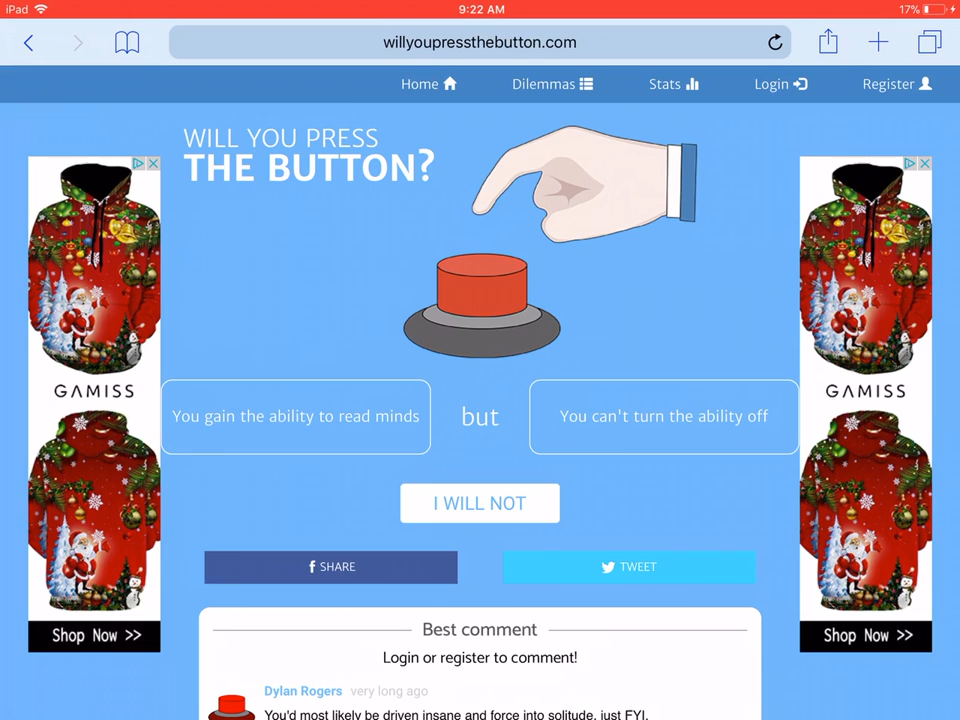 iPad 9:22 AM 17%
willyoupressthebutton.com
Home Dilemmas Stats Login Register
WILL YOU PRESS
THE BUTTON?
GAMISS
GAMISS
You gain the ability to read minds
but
You can't turn the ability off
I WILL NOT
SHARE
TWEET
Shop Now >>
Shop Now >>
Best comment
Login or register to comment!
Dylan Rogers very long ago
You'd most likely be driven insane and force into solitude, just FYI.